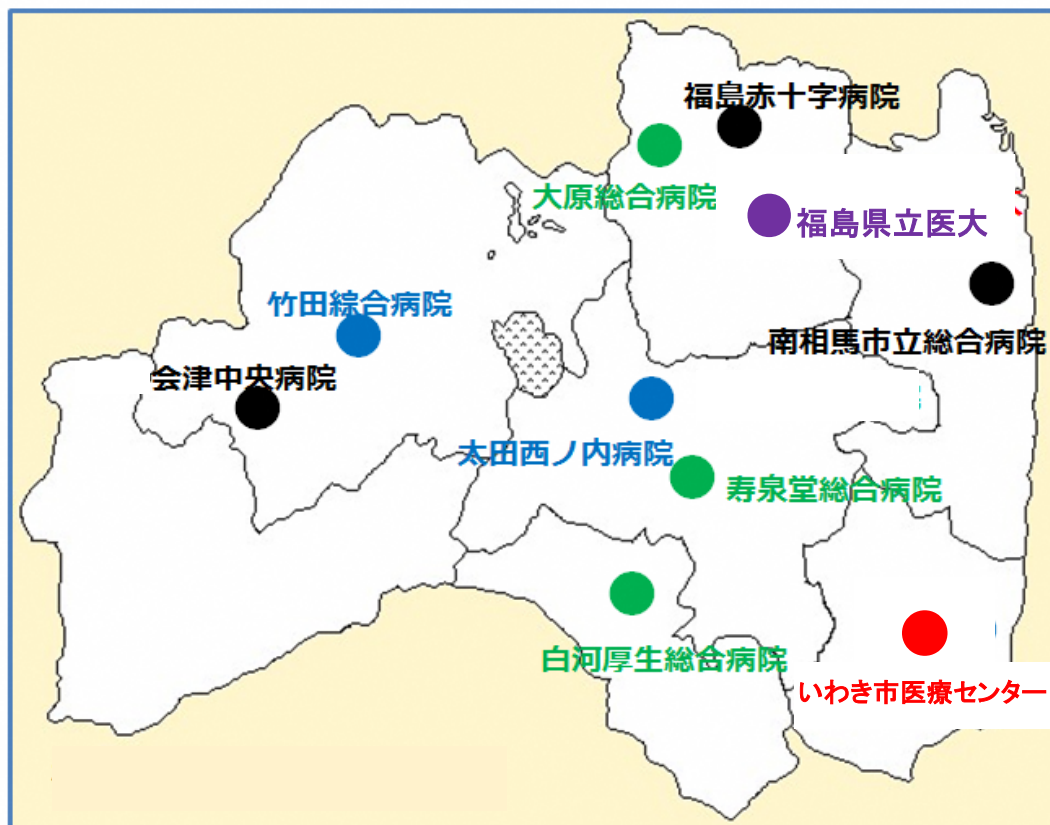 福島赤十字病院
大原総合病院
福島県立医大
竹田綜合病院
南相馬市立総合病院
会津中央病院
太田西ノ内病院
寿泉堂総合病院
白河厚生総合病院
いわき市医療センター